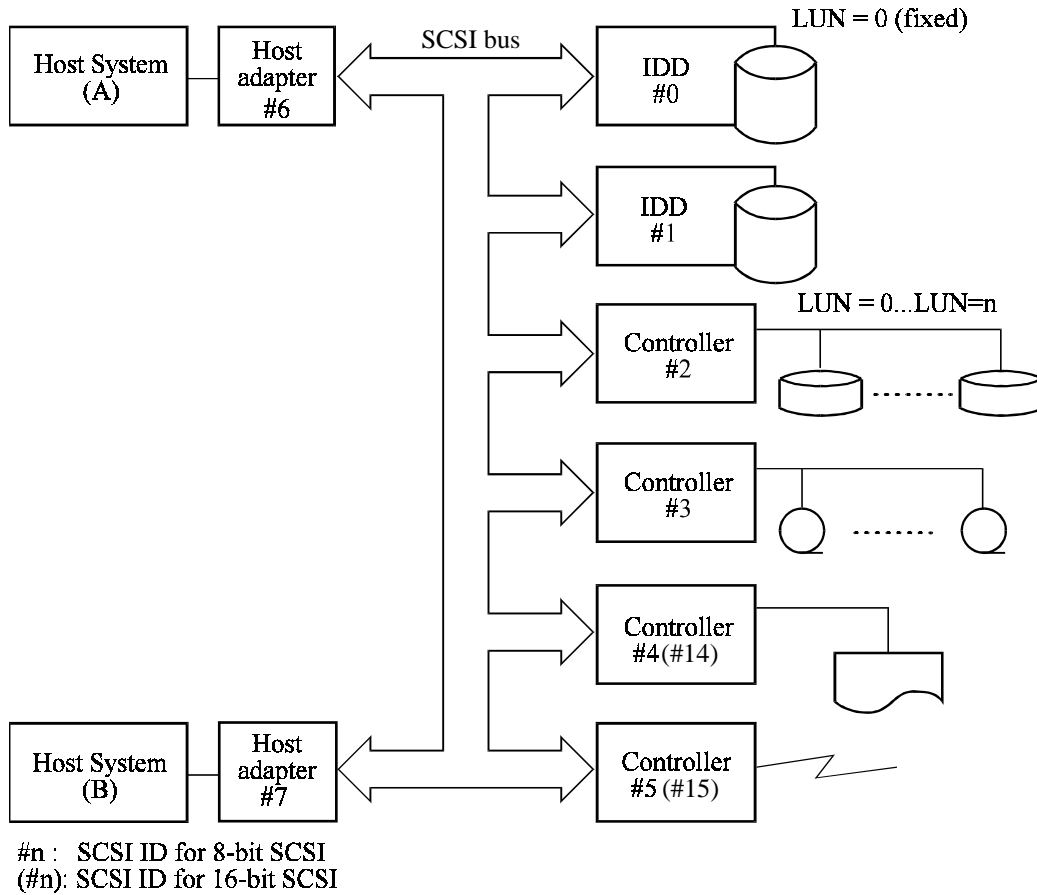 LUN = 0 (fixed)
SCSI bus
Host System
(A)
Host
adapter
#6
IDD
#0
IDD
#1
LUN = 0...LUN=n
Controller
#2
Controller
#3
Controller
#4(#14)
Host System
(B)
Host
adapter
#7
Controller
#5 (#15)
#n : SCSI ID for 8-bit SCSI
(#n): SCSI ID for 16-bit SCSI